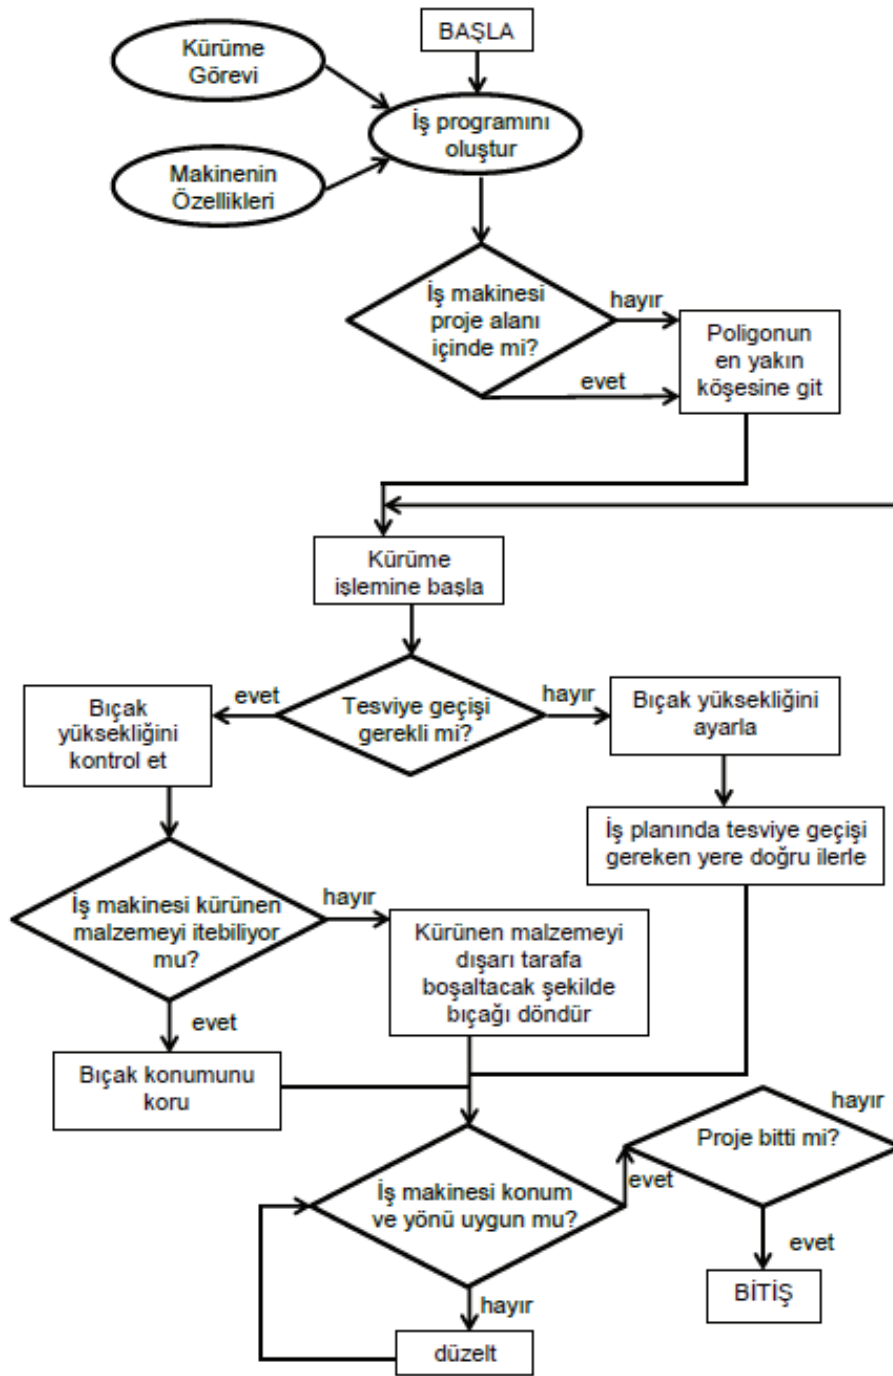 BAŞLA
Kürüme
Görevi
İş programını
oluştur
Makinenin
Özellikleri
İş makinesi
proje alanı
içinde mi?
hayır
evet
Poligonun
en yakın
köşesine git
Kürüme
işlemine başla
Tesviye geçişi
gerekli mi?
evet
hayır
Bıçak
yüksekliğini
kontrol et
Bıçak yüksekliğini
ayarla
İş planında tesviye geçişi
gereken yere doğru ilerle
İş makinesi kürünen
malzemeyi itebiliyor
mu?
hayır
evet
Kürünen malzemeyi
dışarı tarafa
boşaltacak şekilde
bıçağı döndür
Bıçak konumunu
koru
İş makinesi konum
ve yönü uygun mu?
evet
hayır
düzelt
Proje bitti mi?
hayır
evet
BİTİŞ